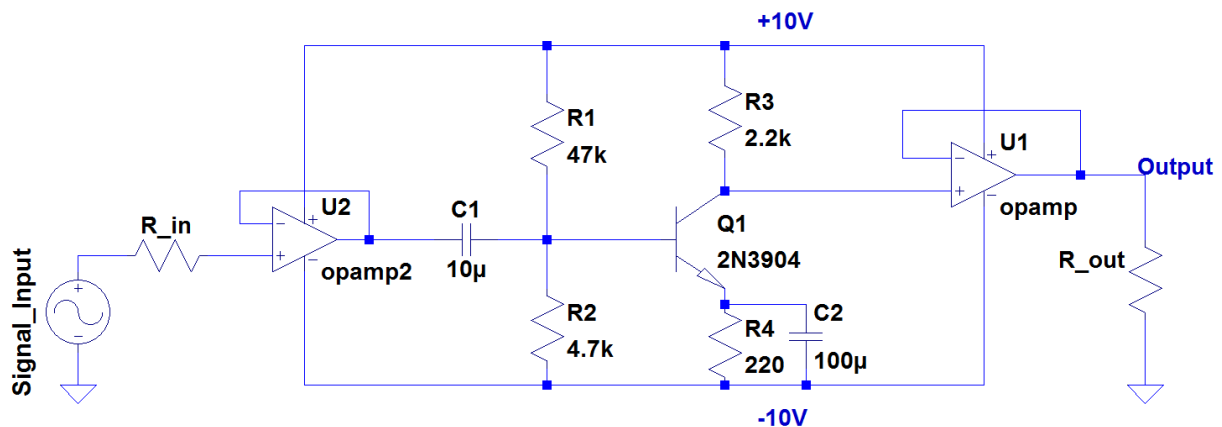 +10V
R1
47k
R3
2.2k
U1
opamp
Output
U2
opamp2
R_in
C1
10µ
Q1
2N3904
R_out
Signal_Input
R2
4.7k
R4
220
C2
100µ
-10V